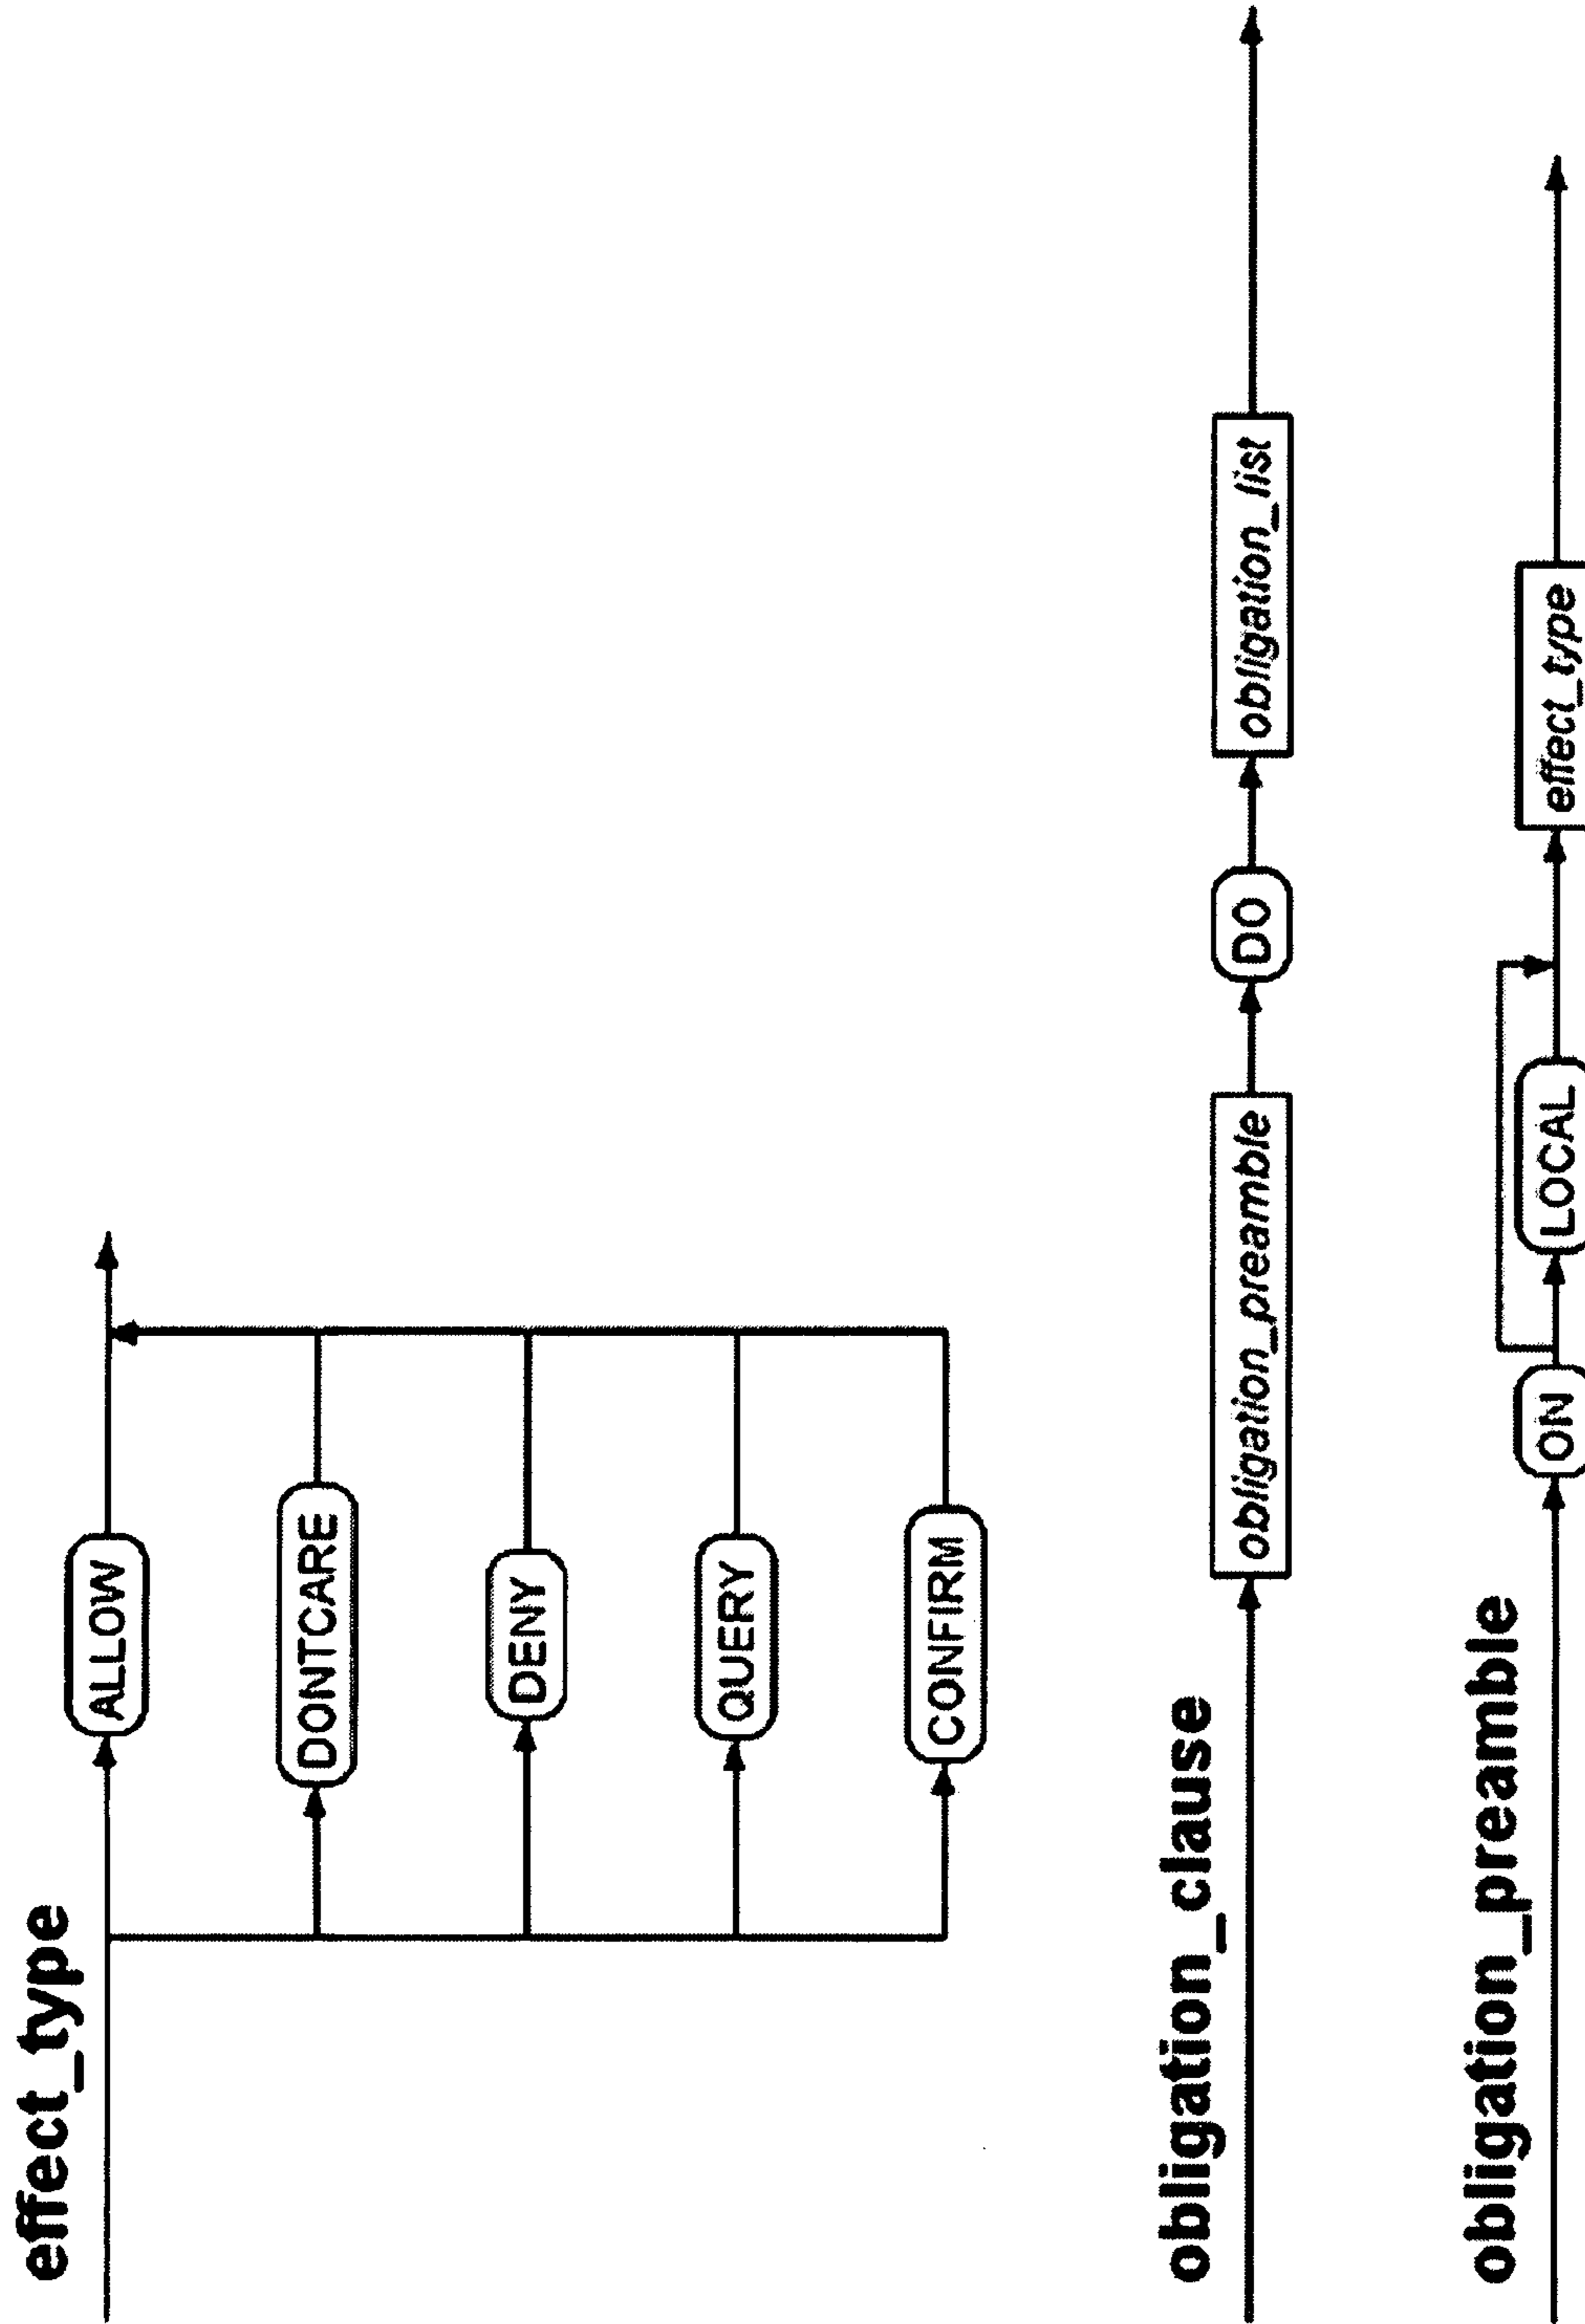 effect_type
ALLOW
DONTCARE
DENY
QUERY
CONFIRM
obligation_clause
obligation_preamble DO obligation_list
obligation_preamble
ON LOCAL effect_type